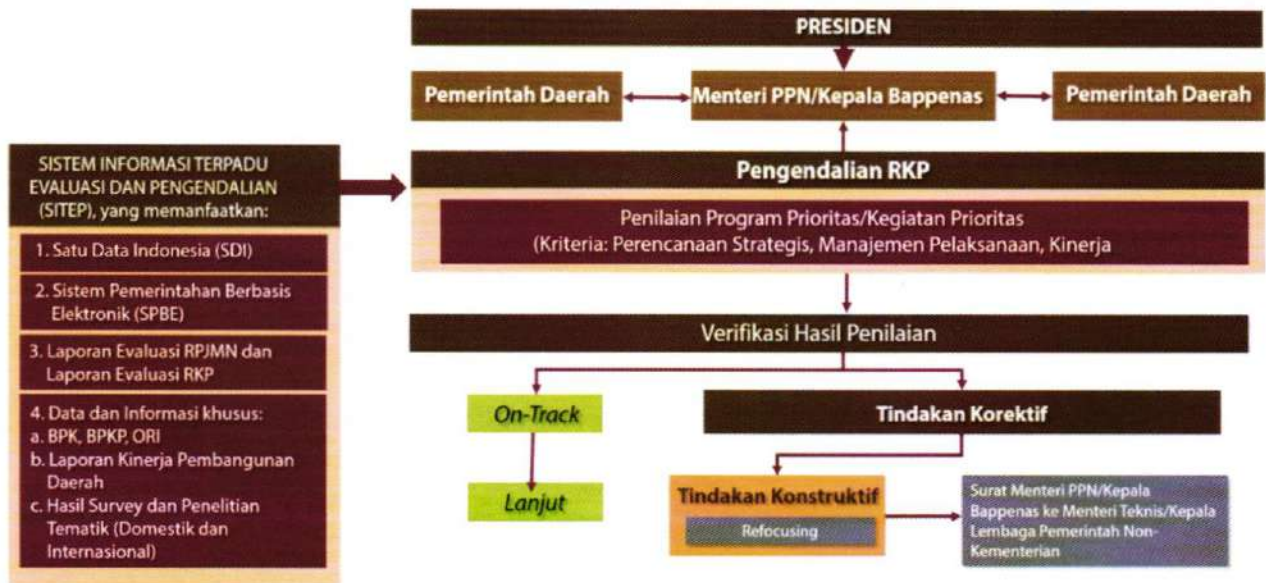 PRESIDEN
Pemerintah Daerah
Menteri PPN/Kepala Bappenas
Pemerintah Daerah
SISTEM INFORMASI TERPADU
EVALUASI DAN PENGENDALIAN
(SITEP), yang memanfaatkan:
1. Satu Data Indonesia (SDI)
2. Sistem Pemerintahan Berbasis
Elektronik (SPBE)
3. Laporan Evaluasi RPJMN dan
Laporan Evaluasi RKP
4. Data dan Informasi khusus:
a. BPK, BPKP, ORI
b. Laporan Kinerja Pembangunan
Daerah
c. Hasil Survey dan Penelitian
Tematik (Domestik dan
Internasional)
Pengendalian RKP
Penilaian Program Prioritas/Kegiatan Prioritas
(Kriteria: Perencanaan Strategis, Manajemen Pelaksanaan, Kinerja
Verifikasi Hasil Penilaian
On-Track
Lanjut
Tindakan Korektif
Tindakan Konstruktif
Refocusing
Surat Menteri PPN/Kepala
Bappenas ke Menteri Teknis/Kepala
Lembaga Pemerintah Non-
Kementerian